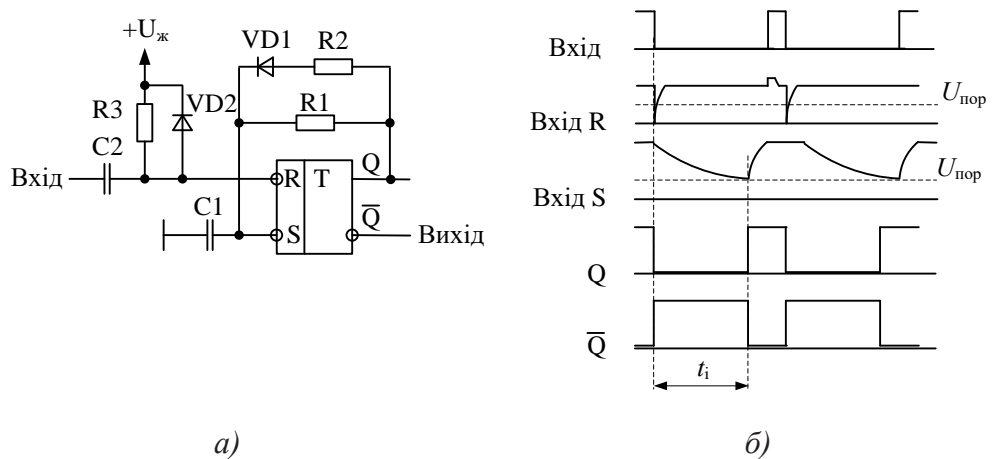 +Uж
VD1
R2
R3
VD2
R1
C2
Вхід
R
T
Q
C1
S
Q̅
Вихід
а)
Вхід
Вхід R
Uпор
Вхід S
Uпор
Q
Q̅
tі
б)